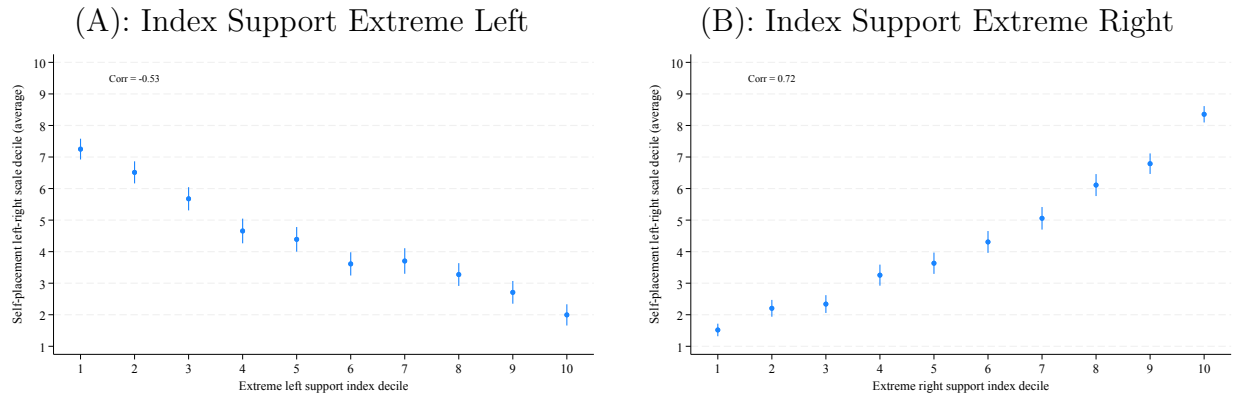 (A): Index Support Extreme Left
Corr = -0.53
Self-placement left-right scale decile (average)
10
9
8
7
6
5
4
3
2
1
1 2 3 4 5 6 7 8 9 10
Extreme left support index decile
(B): Index Support Extreme Right
Corr = 0.72
Self-placement left-right scale decile (average)
10
9
8
7
6
5
4
3
2
1
1 2 3 4 5 6 7 8 9 10
Extreme right support index decile